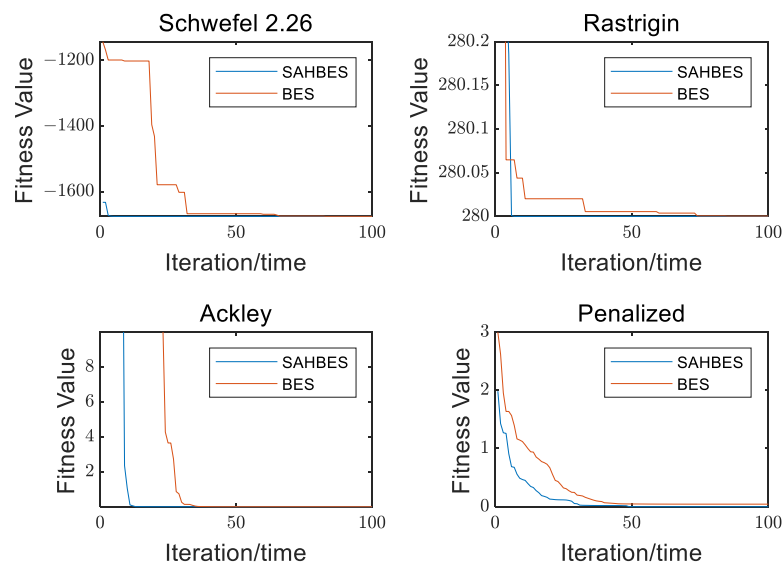 Schwefel 2.26
Fitness Value
−1200
−1400
−1600
SAHBES
BES
0
50
100
Iteration/time
Rastrigin
Fitness Value
280.2
280.15
280.1
280.05
280
SAHBES
BES
0
50
100
Iteration/time
Ackley
Fitness Value
8
6
4
2
SAHBES
BES
0
50
100
Iteration/time
Penalized
Fitness Value
3
2
1
0
SAHBES
BES
0
50
100
Iteration/time